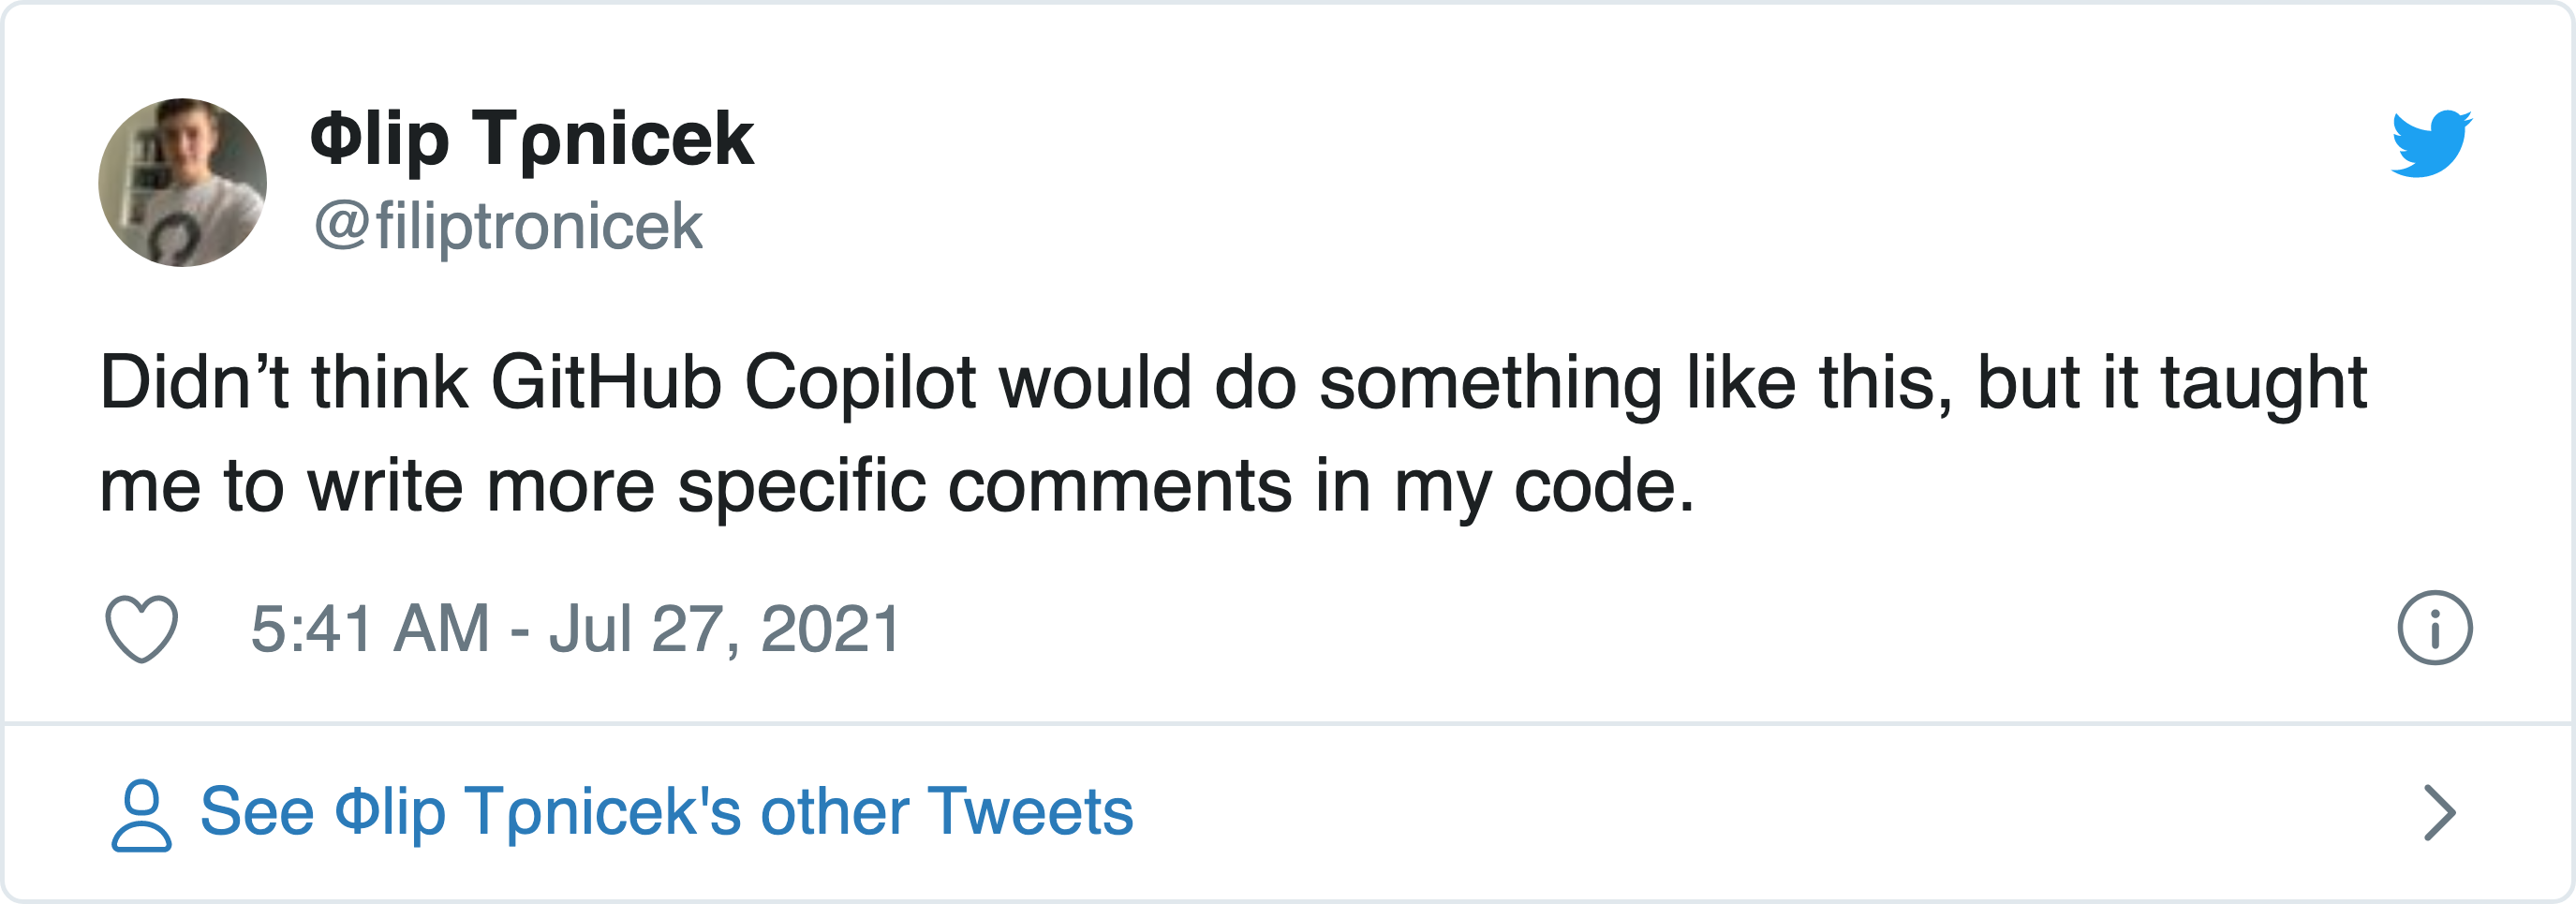 Φlip Tρnicek
@filiptronicek
Didn’t think GitHub Copilot would do something like this, but it taught
me to write more specific comments in my code.
5:41 AM - Jul 27, 2021
See Φlip Tρnicek's other Tweets